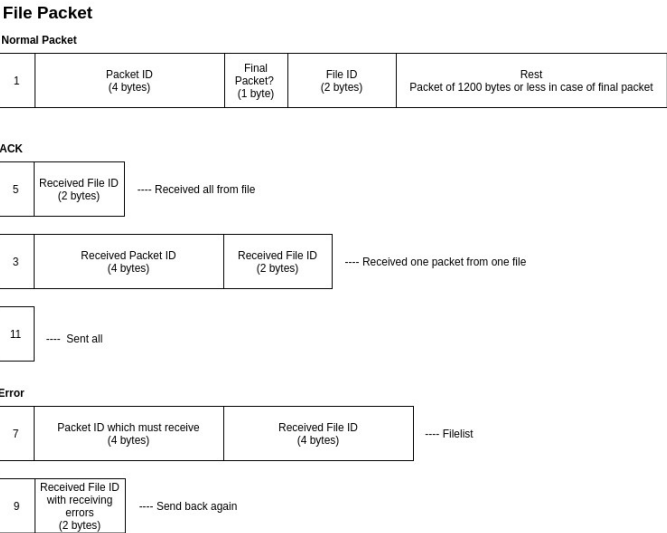 File Packet
Normal Packet
1
Packet ID
(4 bytes)
Final
Packet?
(1 byte)
File ID
(2 bytes)
Rest
Packet of 1200 bytes or less in case of final packet
ACK
5
Received File ID
(2 bytes)
---- Received all from file
3
Received Packet ID
(4 bytes)
Received File ID
(2 bytes)
---- Received one packet from one file
11
---- Sent all
Error
7
Packet ID which must receive
(4 bytes)
Received File ID
(4 bytes)
---- Filelist
9
Received File ID
with receiving
errors
(2 bytes)
---- Send back again